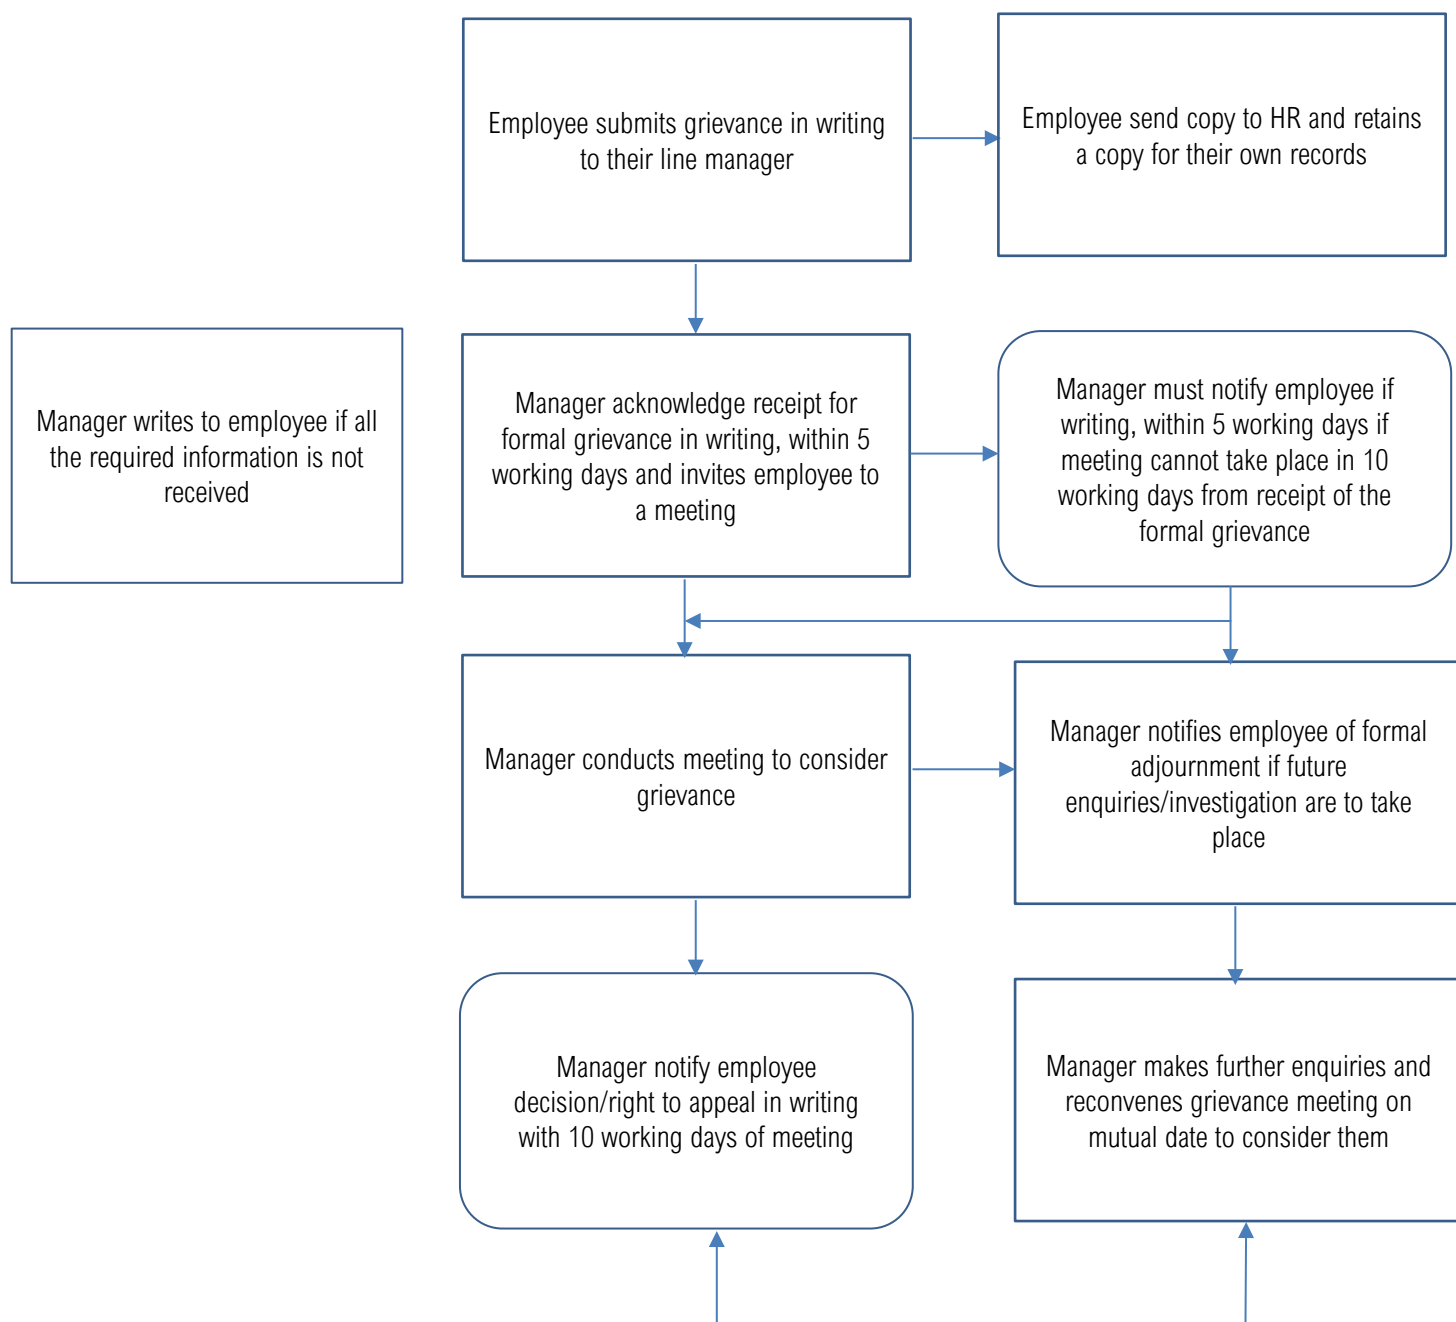 Employee submits grievance in writing
to their line manager
Employee send copy to HR and retains
a copy for their own records
Manager writes to employee if all
the required information is not
received
Manager acknowledge receipt for
formal grievance in writing, within 5
working days and invites employee to
a meeting
Manager must notify employee if
writing, within 5 working days if
meeting cannot take place in 10
working days from receipt of the
formal grievance
Manager conducts meeting to consider
grievance
Manager notifies employee of formal
adjournment if future
enquiries/investigation are to take
place
Manager notify employee
decision/right to appeal in writing
with 10 working days of meeting
Manager makes further enquiries and
reconvenes grievance meeting on
mutual date to consider them